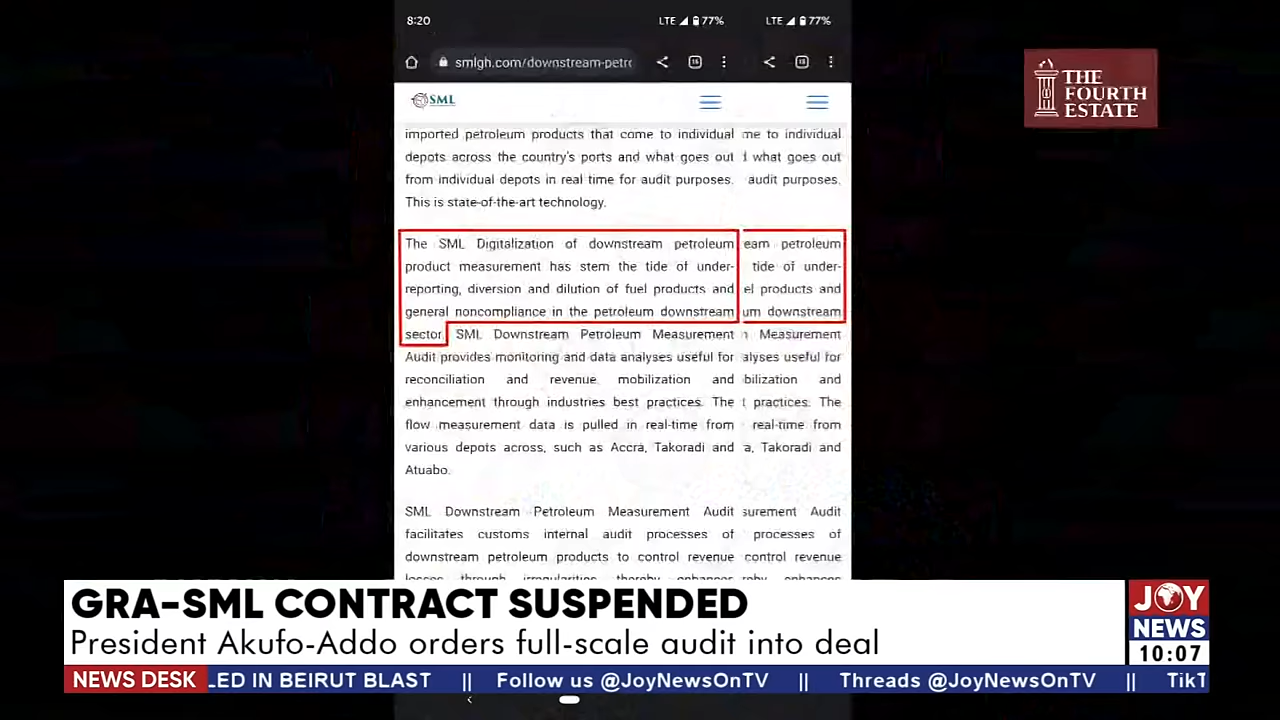 8:20
LTE 77%
LTE 77%
smlgh.com/downstream-petro
15
15
THE
FOURTH
ESTATE
SML
imported petroleum products that come to individual
me to individual
depots across the country's ports and what goes out
what goes out
from individual depots in real time for audit purposes.
audit purposes.
This is state-of-the-art technology.
The SML Digitalization of downstream petroleum
eam petroleum
product measurement has stem the tide of under-
tide of under-
reporting, diversion and dilution of fuel products and
el products and
general noncompliance in the petroleum downstream
um downstream
sector. SML Downstream Petroleum Measurement
Measurement
Audit provides monitoring and data analyses useful for
alyses useful for
reconciliation and revenue mobilization and
bilization and
enhancement through industries best practices. The
t practices. The
flow measurement data is pulled in real-time from
real-time from
various depots across, such as Accra, Takoradi and
a, Takoradi and
Atuabo.
SML Downstream Petroleum Measurement Audit
surement Audit
facilitates customs internal audit processes of
processes of
downstream petroleum products to control revenue
control revenue
losses through irregularities thereby enhances
reby enhances
GRA-SML CONTRACT SUSPENDED
President Akufo-Addo orders full-scale audit into deal
JOY
NEWS
10:07
NEWS DESK
LED IN BEIRUT BLAST || Follow us @JoyNewsOnTV || Threads @JoyNewsOnTV || TikT